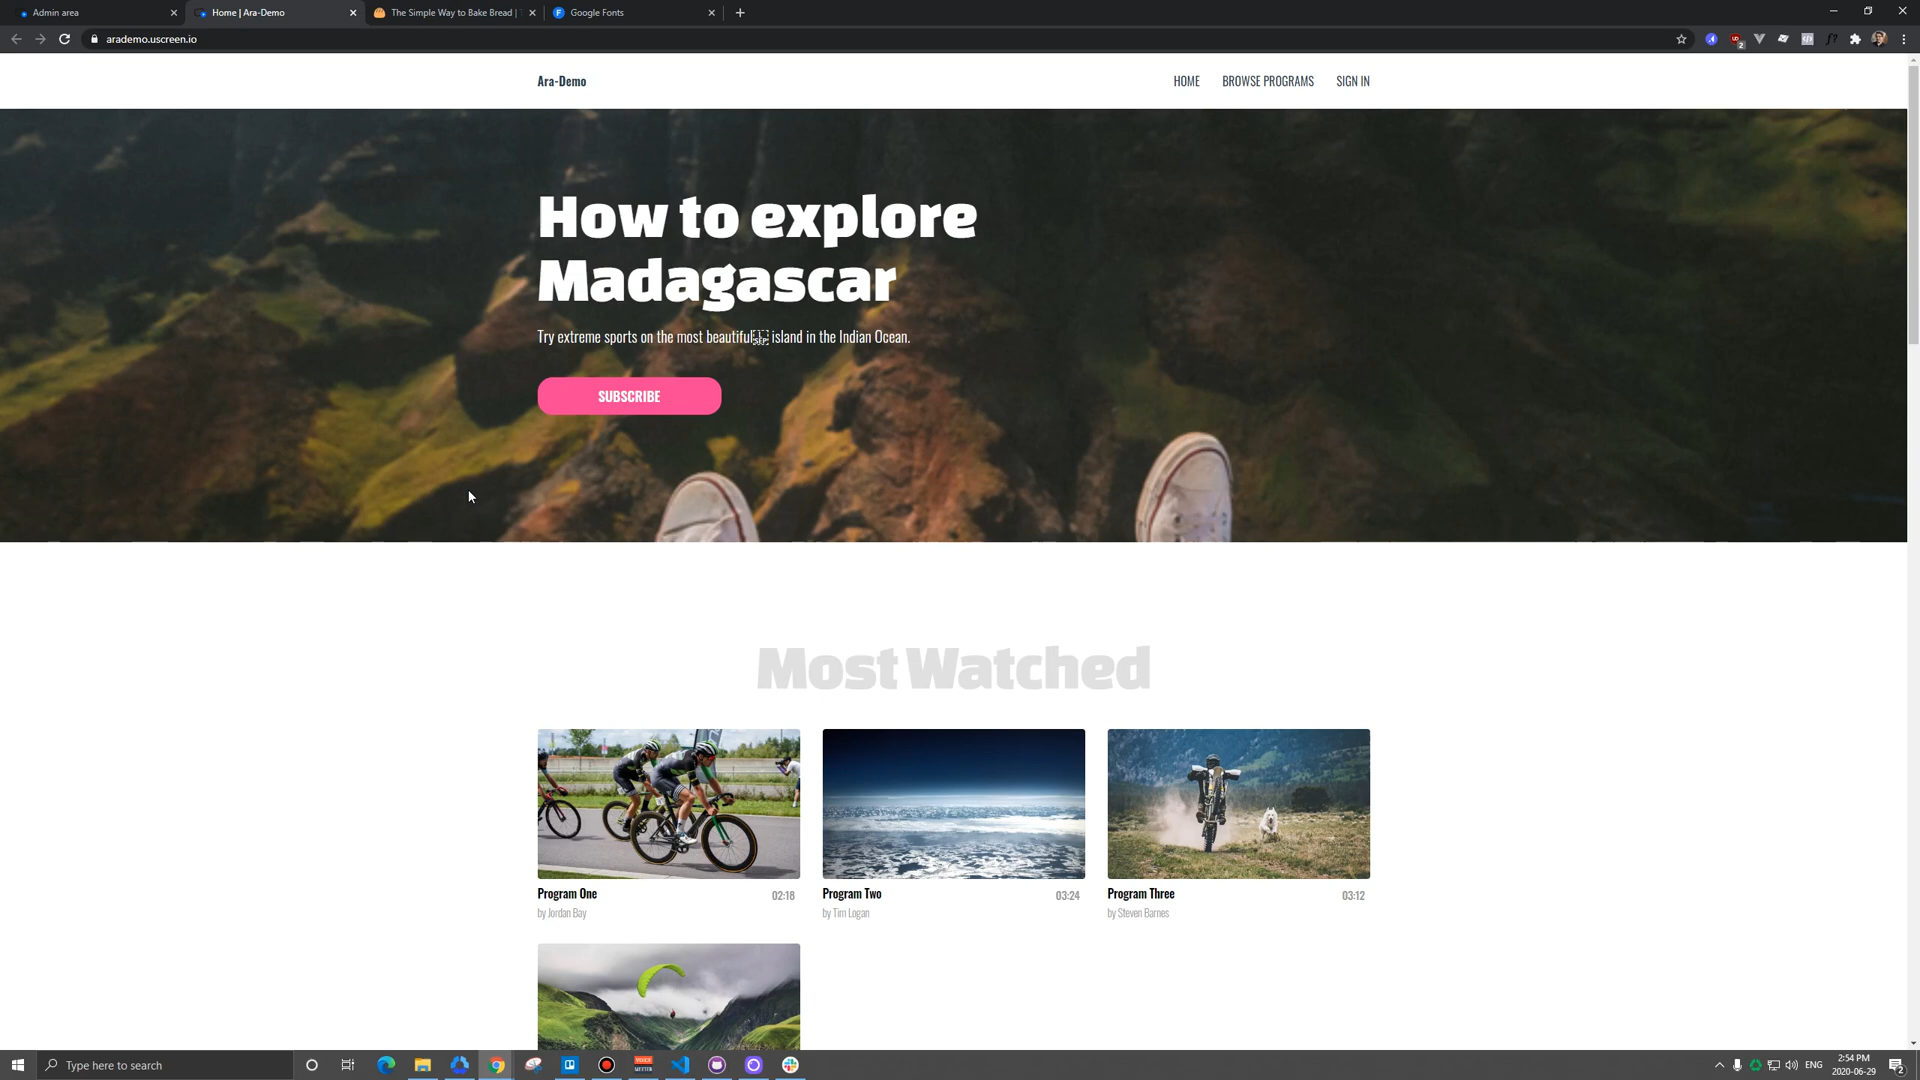 Admin area
Home | Ara-Demo
The Simple Way to Bake Bread |
Google Fonts
arademo.uscreen.io
Ara-Demo
HOME
BROWSE PROGRAMS
SIGN IN
How to explore
Madagascar
Try extreme sports on the most beautiful island in the Indian Ocean.
SUBSCRIBE
Most Watched
Program One
02:18
by Jordan Bay
Program Two
03:24
by Tim Logan
Program Three
03:12
by Steven Barnes
Type here to search
ENG
2:54 PM
2020-06-29